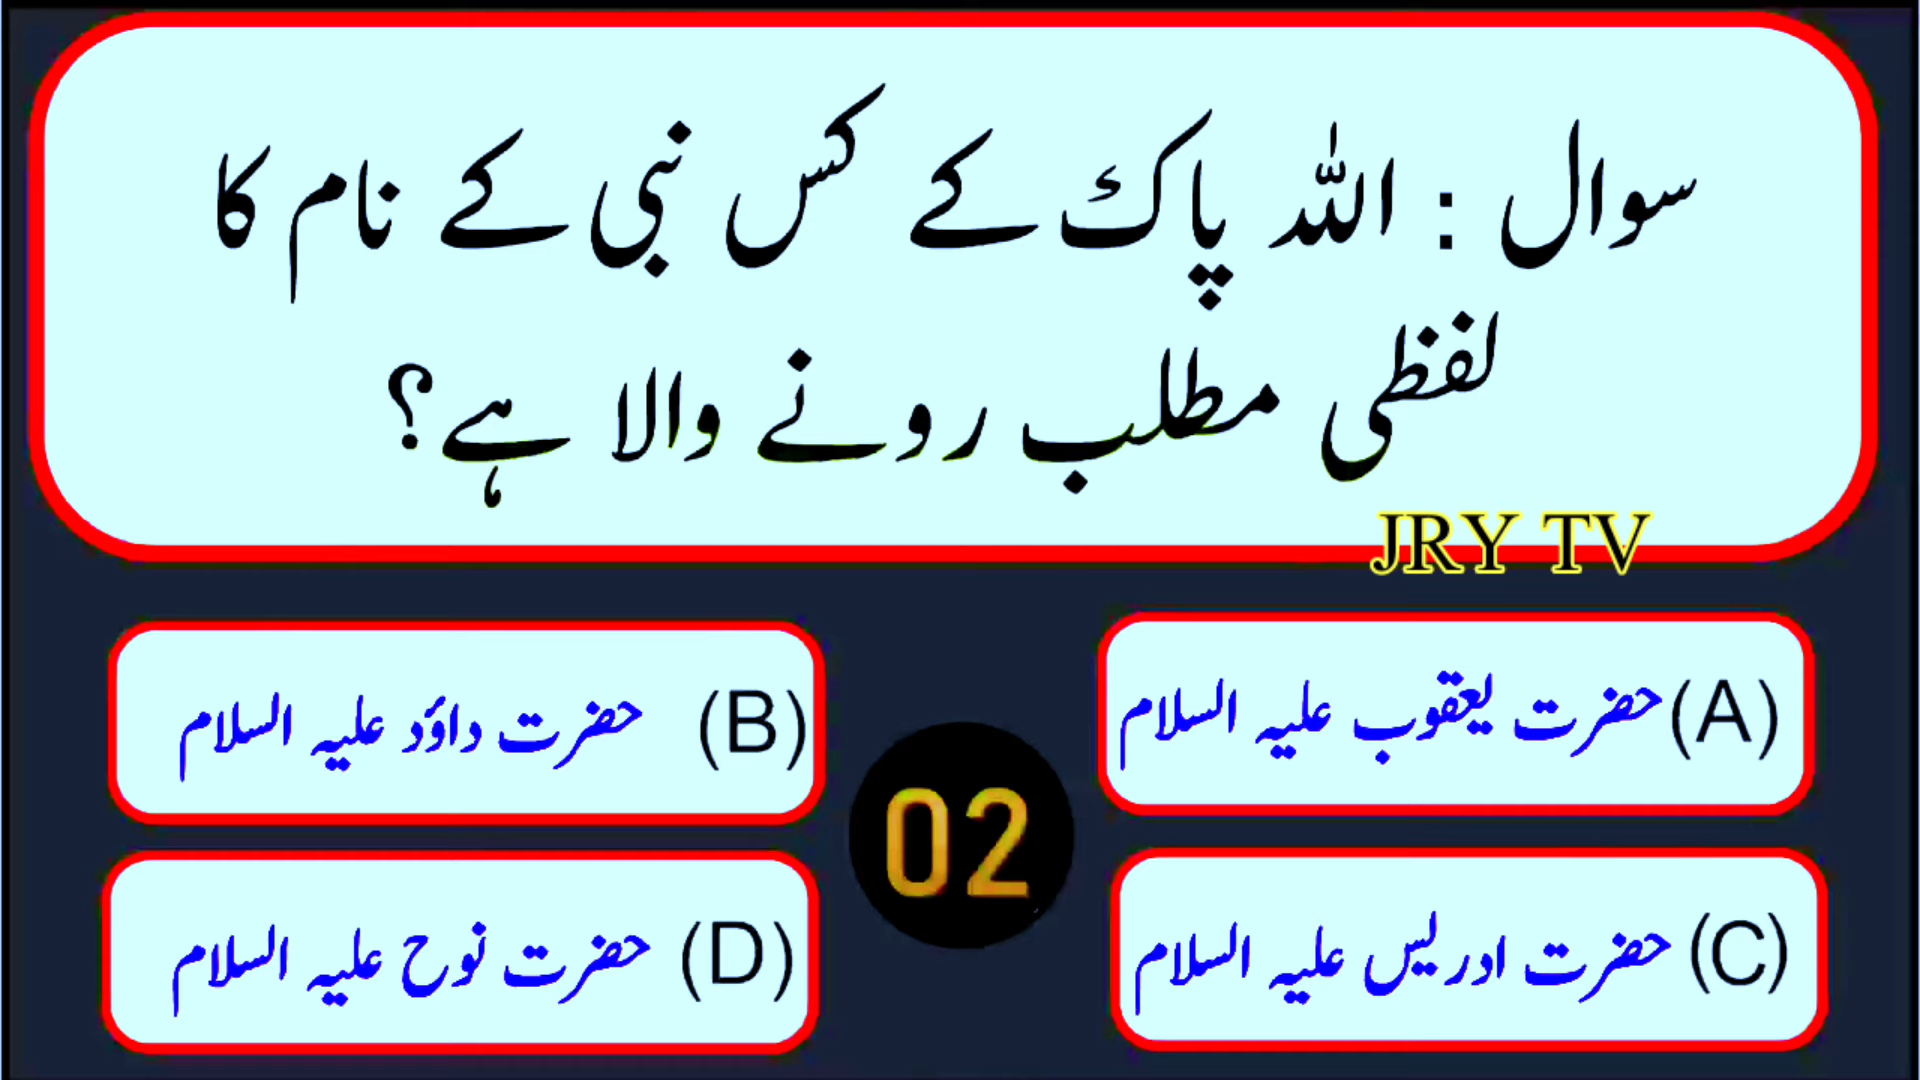 سوال : اللہ پاک کے کس نبی کے نام کا
لفظی مطلب رونے والا ہے؟
JRY TV
(A) حضرت یعقوب علیہ السلام
(B) حضرت داؤد علیہ السلام
02
(C) حضرت ادریس علیہ السلام
(D) حضرت نوح علیہ السلام